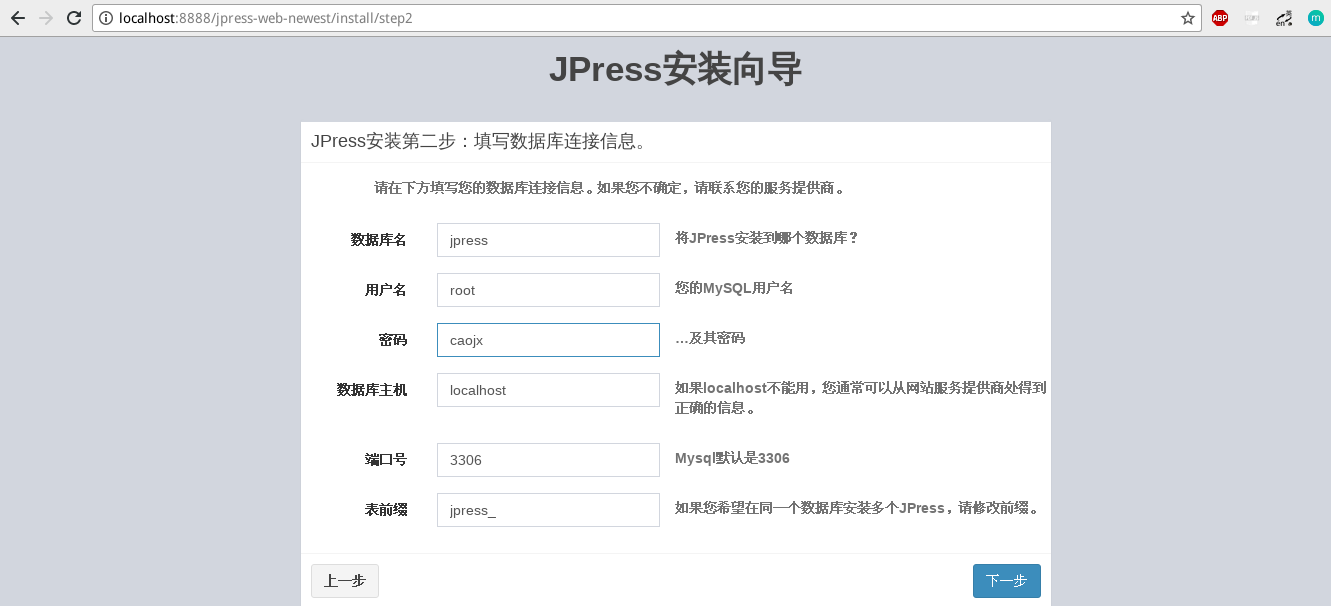 localhost:8888/jpress-web-newest/install/step2
ABP
en
m
JPress安装向导
JPress安装第二步：填写数据库连接信息。
请在下方填写您的数据库连接信息。如果您不确定，请联系您的服务提供商。
数据库名 jpress 将JPress安装到哪个数据库？
用户名 root 您的MySQL用户名
密码 caojx …及其密码
数据库主机 localhost 如果localhost不能用，您通常可以从网站服务提供商处得到
正确的信息。
端口号 3306 Mysql默认是3306
表前缀 jpress_ 如果您希望在同一个数据库安装多个JPress，请修改前缀。
上一步 下一步